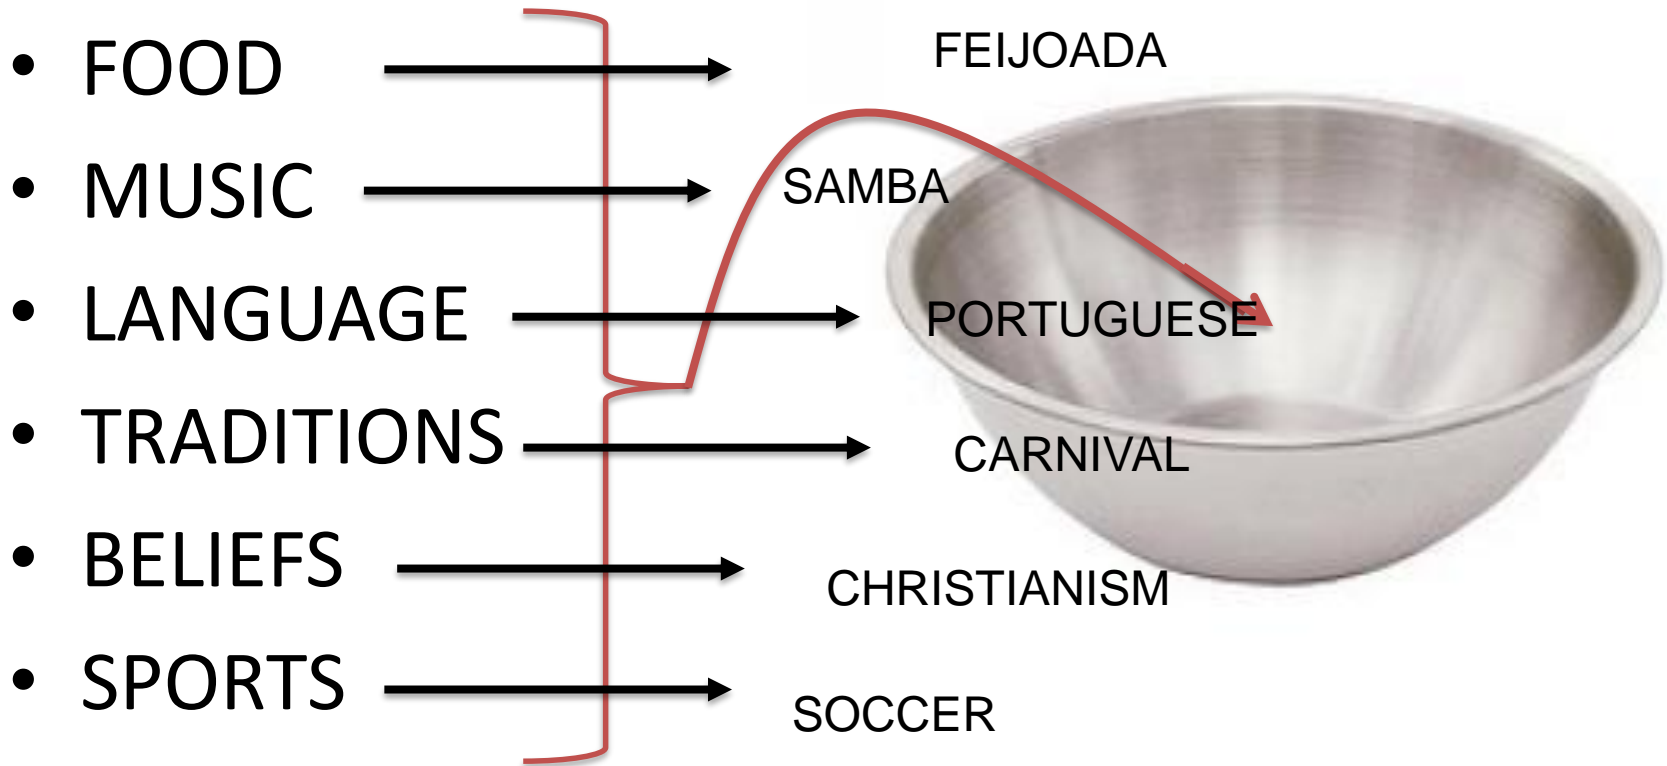 • FOOD FEIJOADA
• MUSIC SAMBA
• LANGUAGE PORTUGUESE
• TRADITIONS CARNIVAL
• BELIEFS CHRISTIANISM
• SPORTS SOCCER